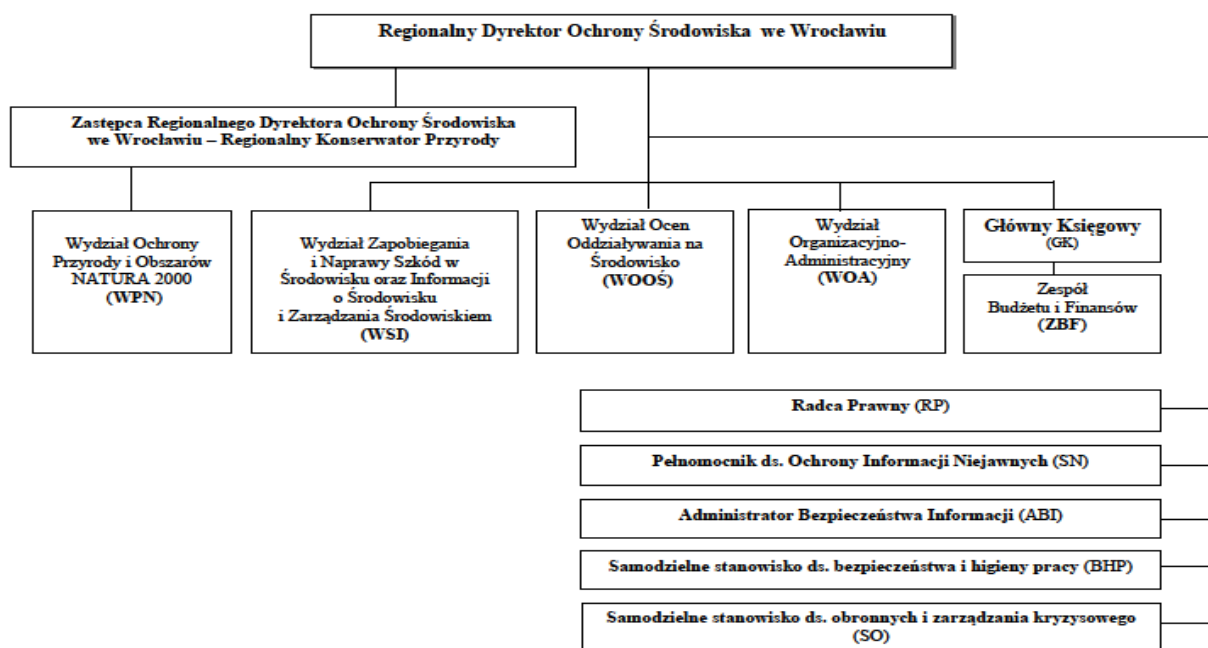 Regionalny Dyrektor Ochrony Środowiska we Wrocławiu
Zastępca Regionalnego Dyrektora Ochrony Środowiska
we Wrocławiu – Regionalny Konserwator Przyrody
Wydział Ochrony
Przyrody i Obszarów
NATURA 2000
(WPN)
Wydział Zapobiegania
i Naprawy Szkód w
Środowisku oraz Informacji
o Środowisku
i Zarządzania Środowiskiem
(WSI)
Wydział Ocen
Oddziaływania na
Środowisko
(WOOŚ)
Wydział
Organizacyjno-
Administracyjny
(WOA)
Główny Księgowy
(GK)
Zespół
Budżetu i Finansów
(ZBF)
Radca Prawny (RP)
Pełnomocnik ds. Ochrony Informacji Niejawnych (SN)
Administrator Bezpieczeństwa Informacji (ABI)
Samodzielne stanowisko ds. bezpieczeństwa i higieny pracy (BHP)
Samodzielne stanowisko ds. obronnych i zarządzania kryzysowego
(SO)